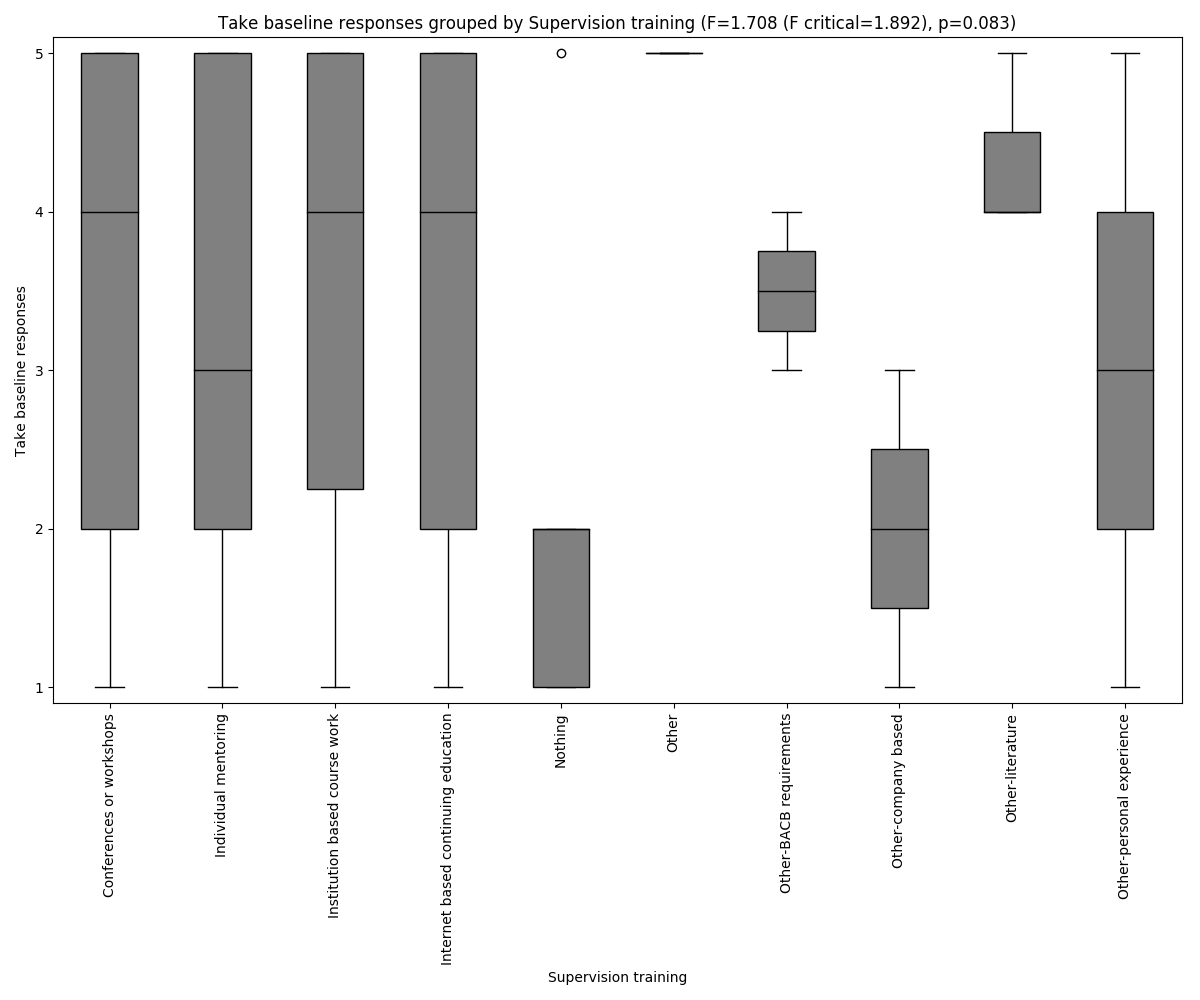 Take baseline responses grouped by Supervision training (F=1.708 (F critical=1.892), p=0.083)
Take baseline responses
5
4
3
2
1
Conferences or workshops
Individual mentoring
Institution based course work
Internet based continuing education
Nothing
Other
Other-BACB requirements
Other-company based
Other-literature
Other-personal experience
Supervision training